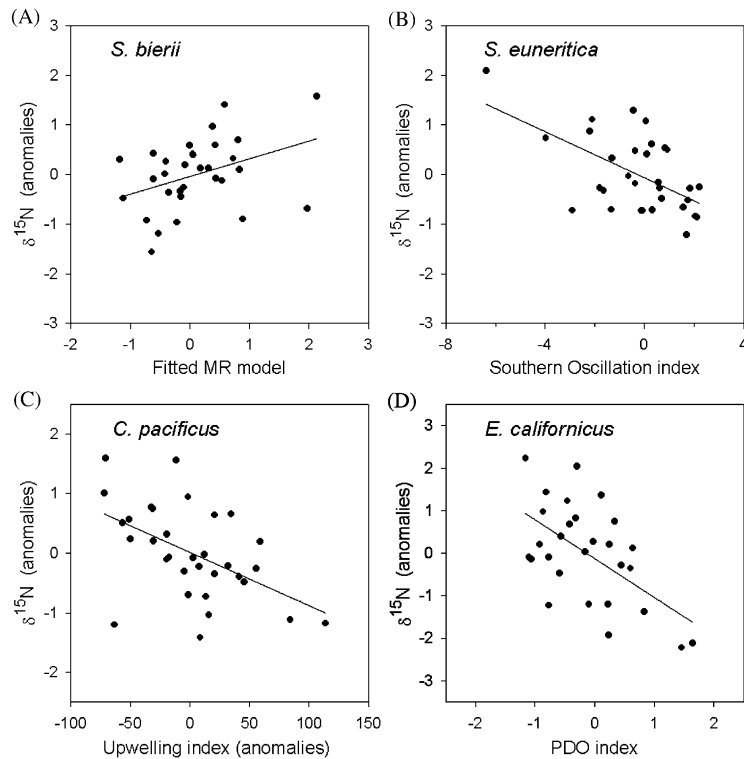 (A)
S. bierii
3
2
1
0
-1
-2
-3
δ15N (anomalies)
-2 -1 0 1 2 3
Fitted MR model
(B)
S. euneritica
3
2
1
0
-1
-2
-3
δ15N (anomalies)
-8 -4 0 4
Southern Oscillation index
(C)
C. pacificus
2
1
0
-1
-2
δ15N (anomalies)
-100 -50 0 50 100 150
Upwelling index (anomalies)
(D)
E. californicus
3
2
1
0
-1
-2
-3
δ15N (anomalies)
-2 -1 0 1 2
PDO index